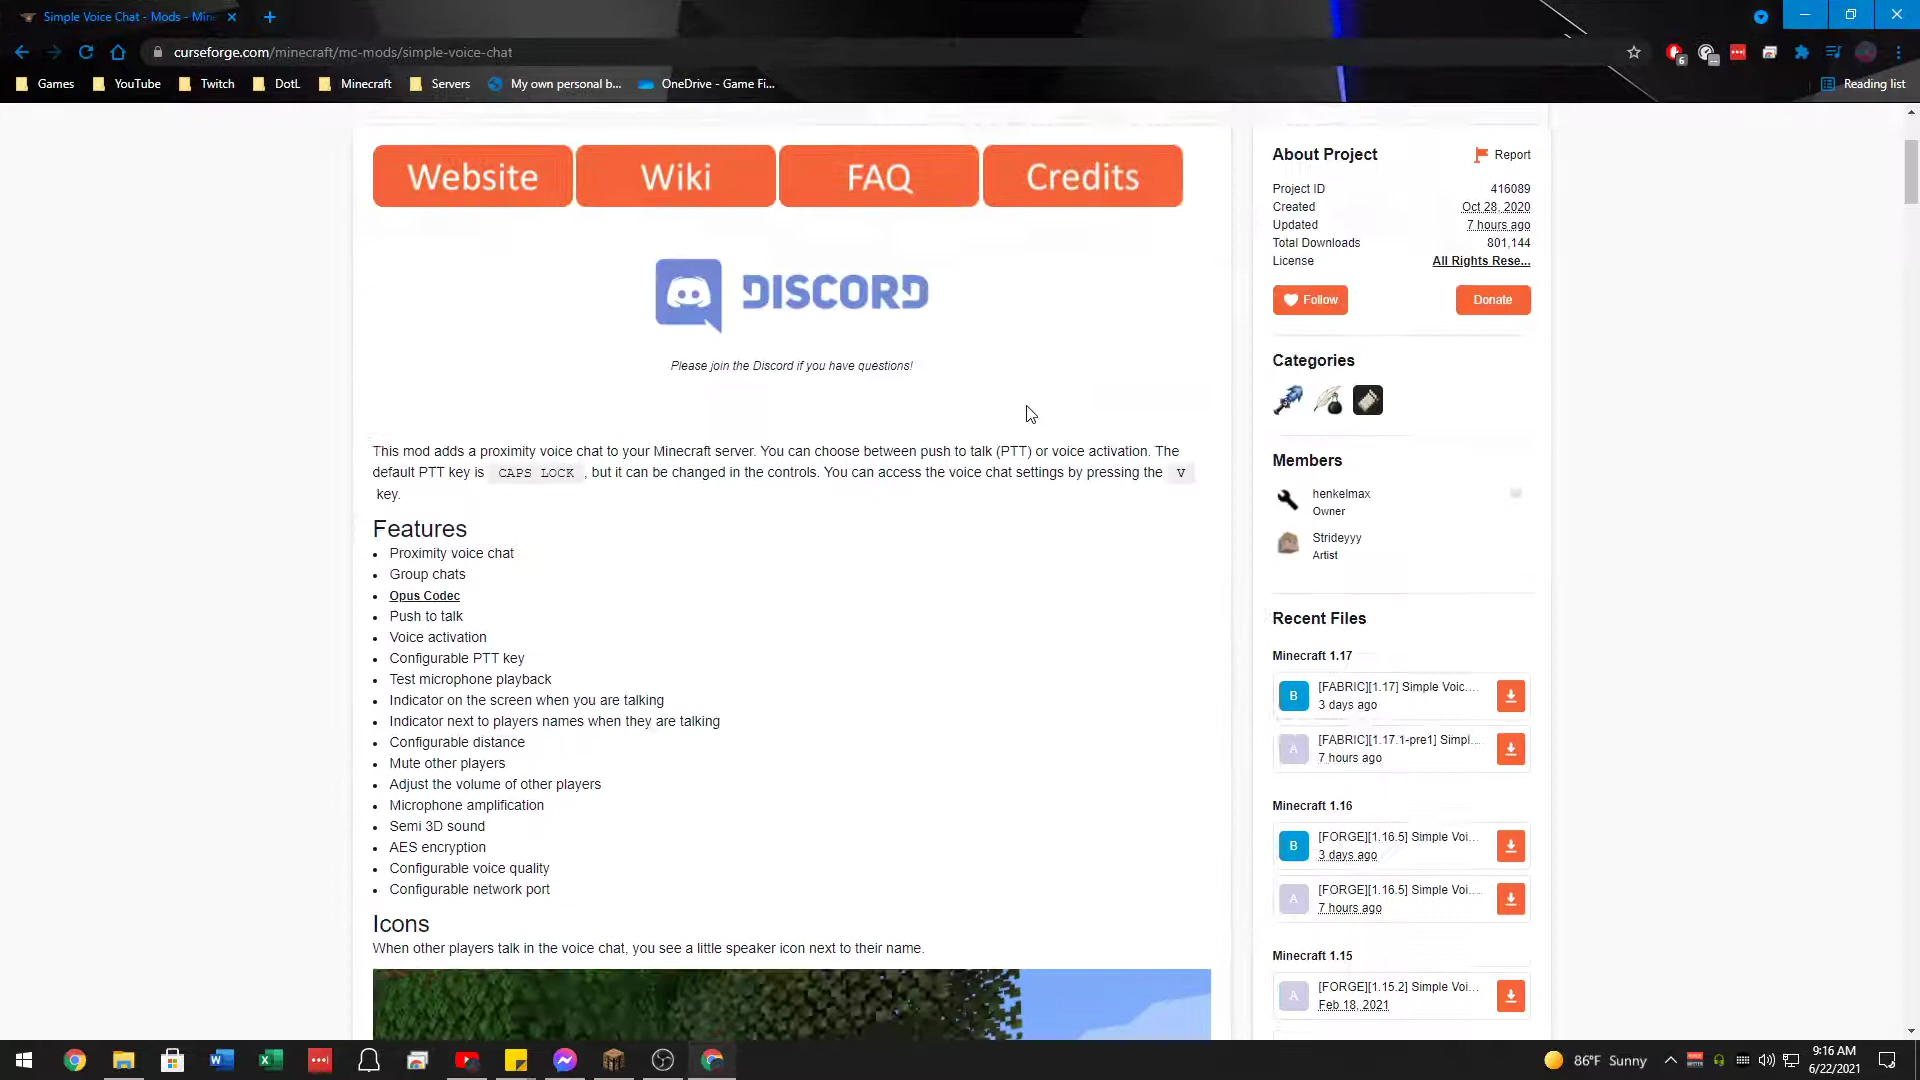 Simple Voice Chat - Mods - Mine
curseforge.com/minecraft/mc-mods/simple-voice-chat
Games
YouTube
Twitch
DotL
Minecraft
Servers
My own personal b...
OneDrive - Game Fi...
Reading list
Website
Wiki
FAQ
Credits
DISCORD
Please join the Discord if you have questions!
This mod adds a proximity voice chat to your Minecraft server. You can choose between push to talk (PTT) or voice activation. The
default PTT key is CAPS LOCK , but it can be changed in the controls. You can access the voice chat settings by pressing the V
key.
Features
Proximity voice chat
Group chats
Opus Codec
Push to talk
Voice activation
Configurable PTT key
Test microphone playback
Indicator on the screen when you are talking
Indicator next to players names when they are talking
Configurable distance
Mute other players
Adjust the volume of other players
Microphone amplification
Semi 3D sound
AES encryption
Configurable voice quality
Configurable network port
Icons
When other players talk in the voice chat, you see a little speaker icon next to their name.
About Project
Report
Project ID 416089
Created Oct 28, 2020
Updated 7 hours ago
Total Downloads 801,144
License All Rights Rese...
Follow
Donate
Categories
Members
henkelmax
Owner
Strideyyy
Artist
Recent Files
Minecraft 1.17
B
[FABRIC][1.17] Simple Voic...
3 days ago
A
[FABRIC][1.17.1-pre1] Simpl...
7 hours ago
Minecraft 1.16
B
[FORGE][1.16.5] Simple Voi...
3 days ago
A
[FORGE][1.16.5] Simple Voi...
7 hours ago
Minecraft 1.15
A
[FORGE][1.15.2] Simple Voi...
Feb 18, 2021
86°F Sunny
9:16 AM
6/22/2021